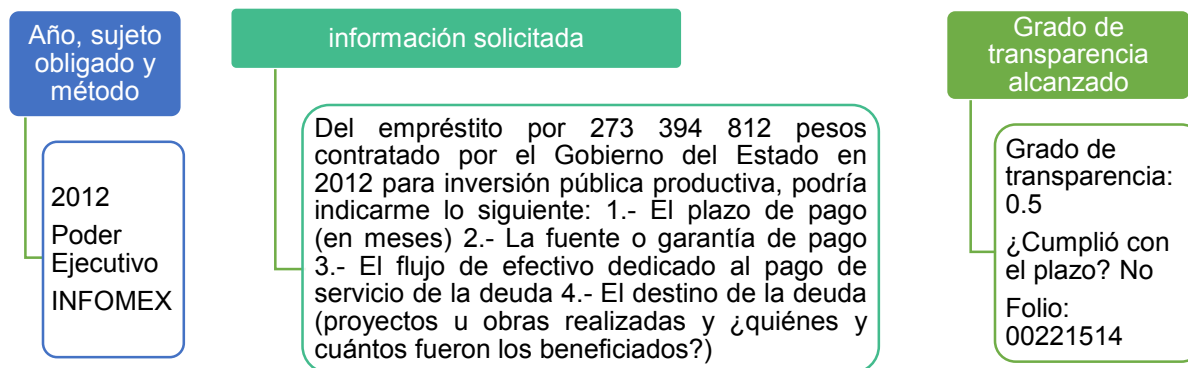 Año, sujeto
obligado y
método
2012
Poder
Ejecutivo
INFOMEX
información solicitada
Del empréstito por 273 394 812 pesos
contratado por el Gobierno del Estado en
2012 para inversión pública productiva, podría
indicarme lo siguiente: 1.- El plazo de pago
(en meses) 2.- La fuente o garantía de pago
3.- El flujo de efectivo dedicado al pago de
servicio de la deuda 4.- El destino de la deuda
(proyectos u obras realizadas y ¿quiénes y
cuántos fueron los beneficiados?)
Grado de
transparencia
alcanzado
Grado de
transparencia:
0.5
¿Cumplió con
el plazo? No
Folio:
00221514